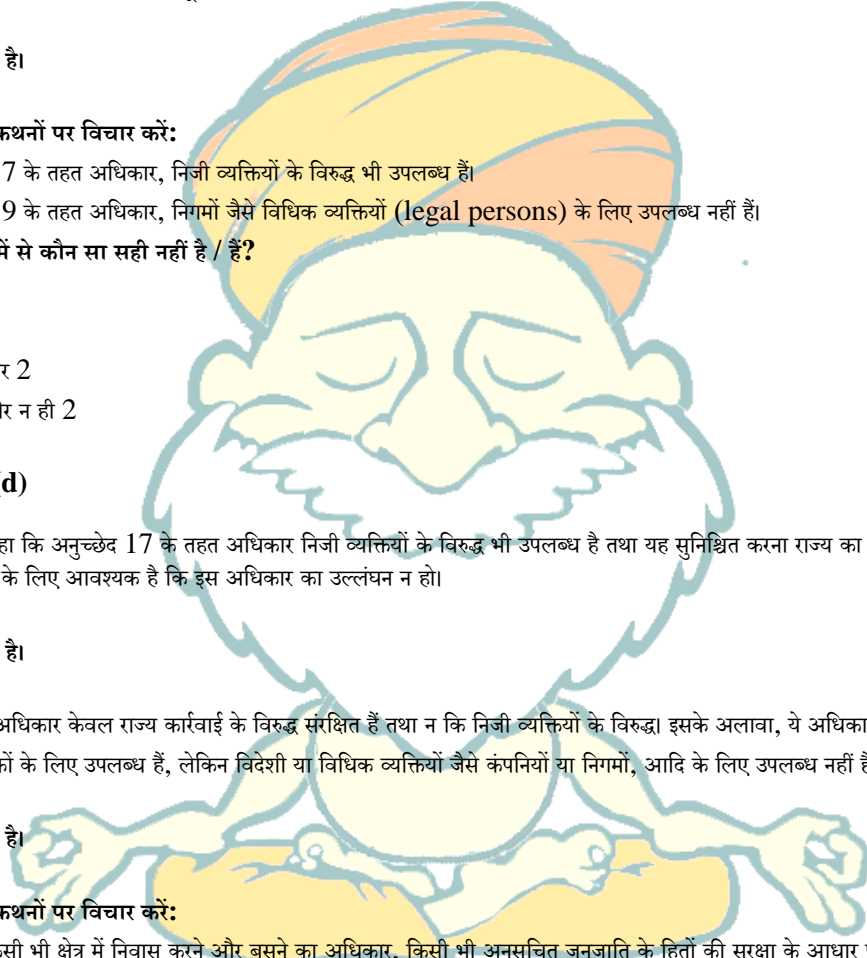 है।
कथनों पर विचार करें:
7 के तहत अधिकार, निजी व्यक्तियों के विरुद्ध भी उपलब्ध हैं।
9 के तहत अधिकार, निगमों जैसे विधिक व्यक्तियों (legal persons) के लिए उपलब्ध नहीं हैं।
में से कौन सा सही नहीं है / हैं?
र 2
र न ही 2
(d)
हा कि अनुच्छेद 17 के तहत अधिकार निजी व्यक्तियों के विरुद्ध भी उपलब्ध है तथा यह सुनिश्चित करना राज्य का
के लिए आवश्यक है कि इस अधिकार का उल्लंघन न हो।
है।
अधिकार केवल राज्य कार्रवाई के विरुद्ध संरक्षित हैं तथा न कि निजी व्यक्तियों के विरुद्ध। इसके अलावा, ये अधिका
कों के लिए उपलब्ध हैं, लेकिन विदेशी या विधिक व्यक्तियों जैसे कंपनियों या निगमों, आदि के लिए उपलब्ध नहीं है
है।
कथनों पर विचार करें:
सी भी क्षेत्र में निवास करने और बसने का अधिकार, किसी भी अनुसूचित जनजाति के हितों की सुरक्षा के आधार